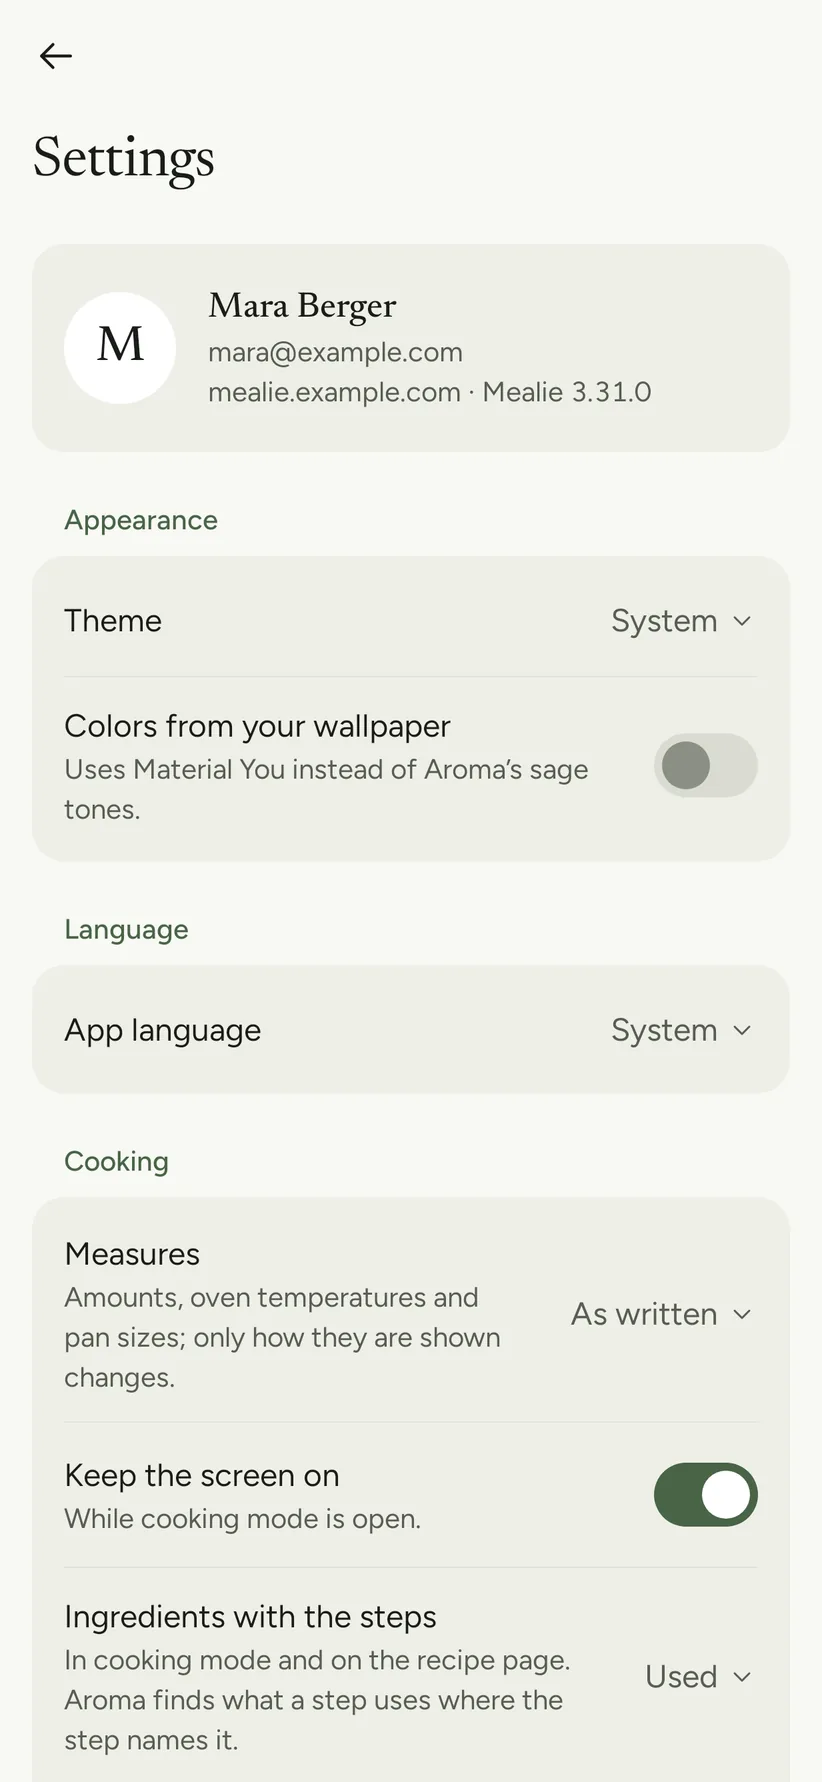 Settings
M
Mara Berger
mara@example.com
mealie.example.com · Mealie 3.31.0
Appearance
Theme
System
Colors from your wallpaper
Uses Material You instead of Aroma’s sage
tones.
Language
App language
System
Cooking
Measures
Amounts, oven temperatures and
pan sizes; only how they are shown
changes.
As written
Keep the screen on
While cooking mode is open.
Ingredients with the steps
In cooking mode and on the recipe page.
Aroma finds what a step uses where the
step names it.
Used